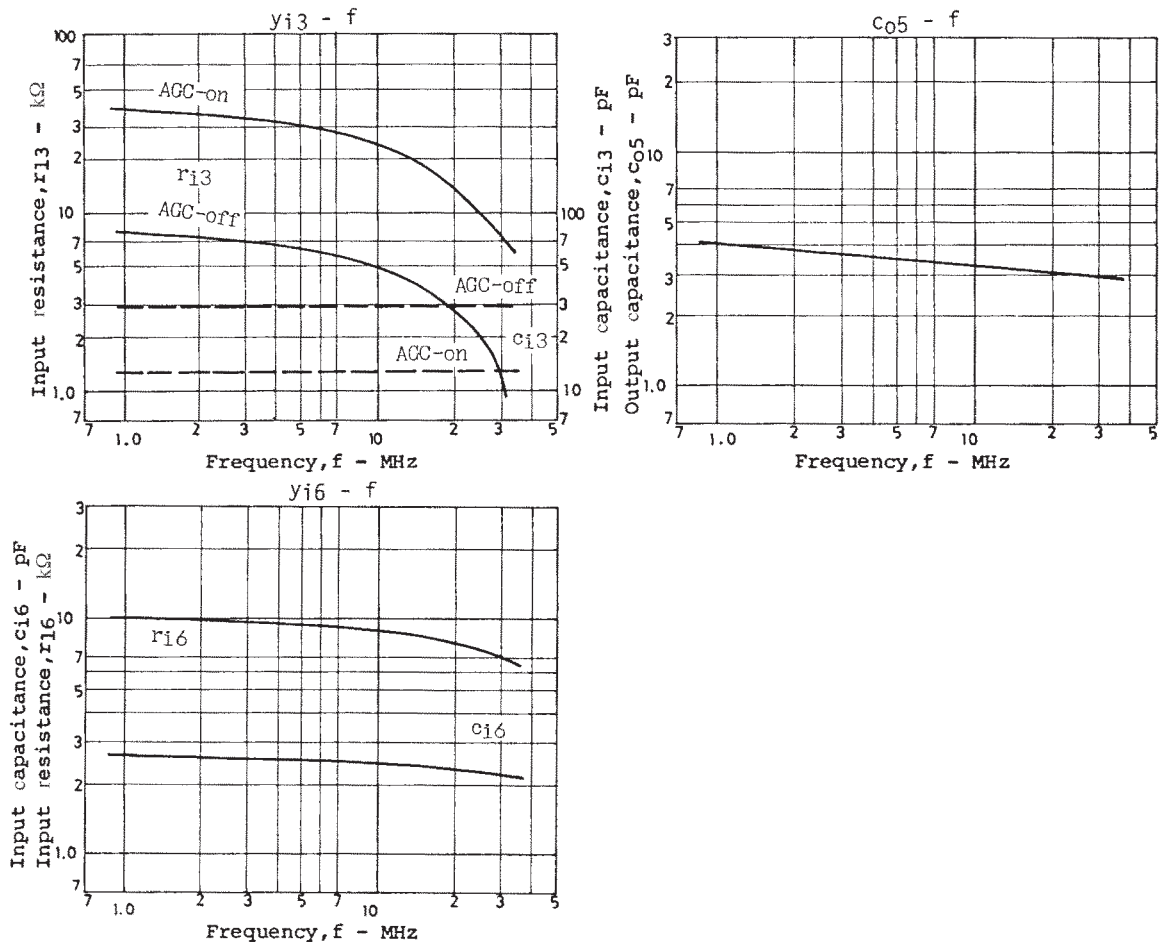 yi3 - f
Input resistance, r13 - kΩ
100
7
5
3
2
10
7
5
3
2
1.0
7
AGC-on
ri3
AGC-off
AGC-off
ci3
AGC-on
100
7
5
3
2
10
7
Input capacitance, ci3 - pF
7 1.0 2 3 5 7 10 2 3 5
Frequency, f - MHz
co5 - f
Output capacitance, co5 - pF
3
2
10
7
5
3
2
1.0
7
7 1.0 2 3 5 7 10 2 3 5
Frequency, f - MHz
yi6 - f
Input capacitance, ci6 - pF
Input resistance, r16 - kΩ
3
2
10
7
5
3
2
1.0
7
ri6
ci6
7 1.0 2 3 5 7 10 2 3 5
Frequency, f - MHz